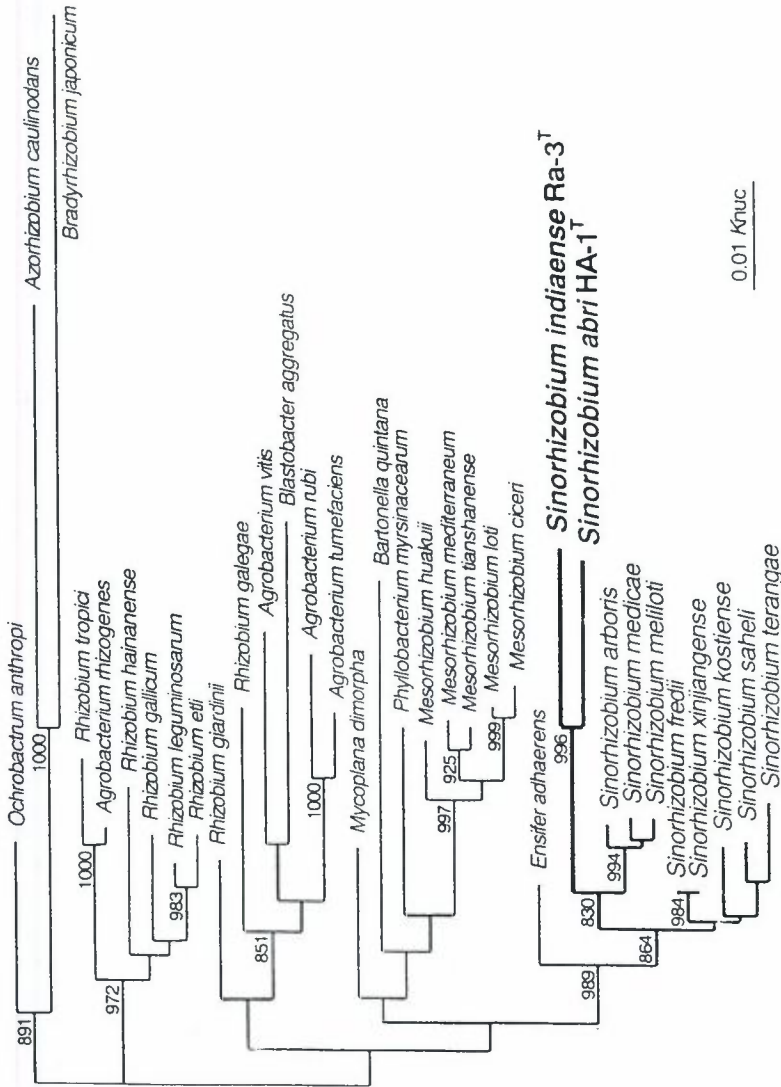 Ochrobactrum anthropi
Azorhizobium caulinodans
Bradyrhizobium japonicum
891
1000
Rhizobium tropici
Agrobacterium rhizogenes
Rhizobium hainanense
Rhizobium gallicum
Rhizobium leguminosarum
Rhizobium etli
1000
972
983
Rhizobium giardinii
Rhizobium galegae
Agrobacterium vitis
Blastobacter aggregatus
Agrobacterium rubi
Agrobacterium tumefaciens
851
1000
Mycoplana dimorpha
Bartonella quintana
Phyllobacterium myrsinacearum
Mesorhizobium huakuii
Mesorhizobium mediterraneum
Mesorhizobium tianshanense
Mesorhizobium loti
Mesorhizobium ciceri
997
925
999
Ensifer adhaerens
Sinorhizobium indiaense Ra-3T
Sinorhizobium abri HA-1T
996
Sinorhizobium arboris
Sinorhizobium medicae
Sinorhizobium meliloti
Sinorhizobium fredii
Sinorhizobium xinjiangense
Sinorhizobium kostiense
Sinorhizobium saheli
Sinorhizobium terangae
830
994
984
989
864
0.01 Knuc